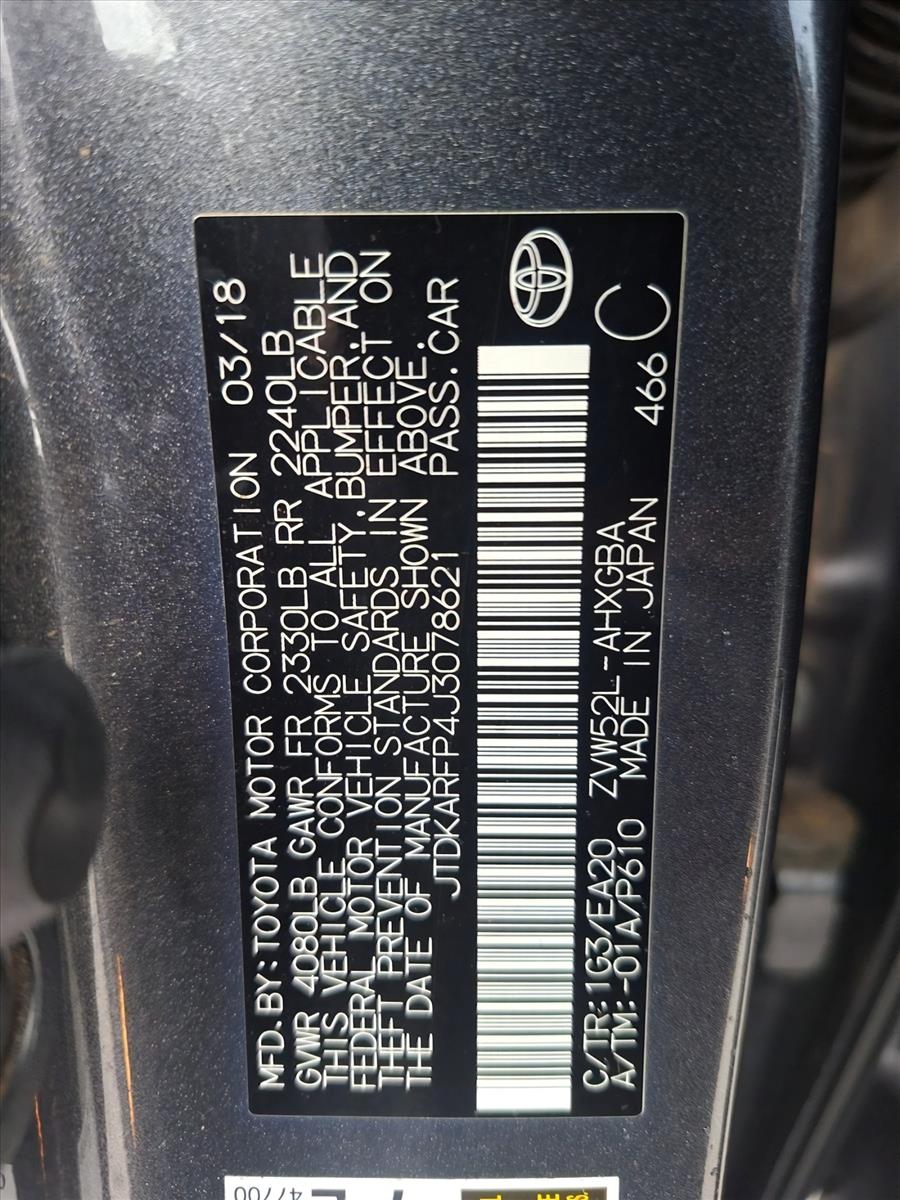 MFD.BY:TOYOTA MOTOR CORPORATION 03/18
GVWR 4080LB GAWR FR 2330LB RR 2240LB
THIS VEHICLE CONFORMS TO ALL APPLICABLE
FEDERAL MOTOR VEHICLE SAFETY,BUMPER,AND
THEFT PREVENTION STANDARDS IN EFFECT ON
THE DATE OF MANUFACTURE SHOWN ABOVE.
JTDKARFP4J3078621 PASS.CAR
C/TR:1G3/EA20 ZVW52L-AHXGBA
A/TM:-01A/P610 MADE IN JAPAN 466 C
47700